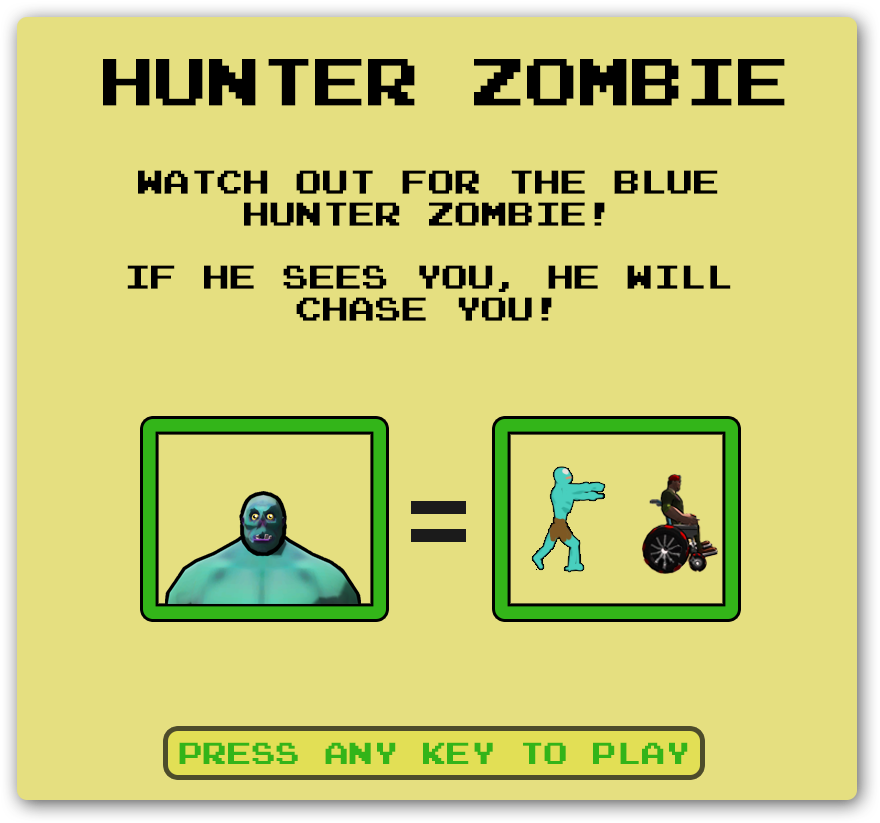 HUNTER ZOMBIE
WATCH OUT FOR THE BLUE
HUNTER ZOMBIE!
IF HE SEES YOU, HE WILL
CHASE YOU!
=
PRESS ANY KEY TO PLAY